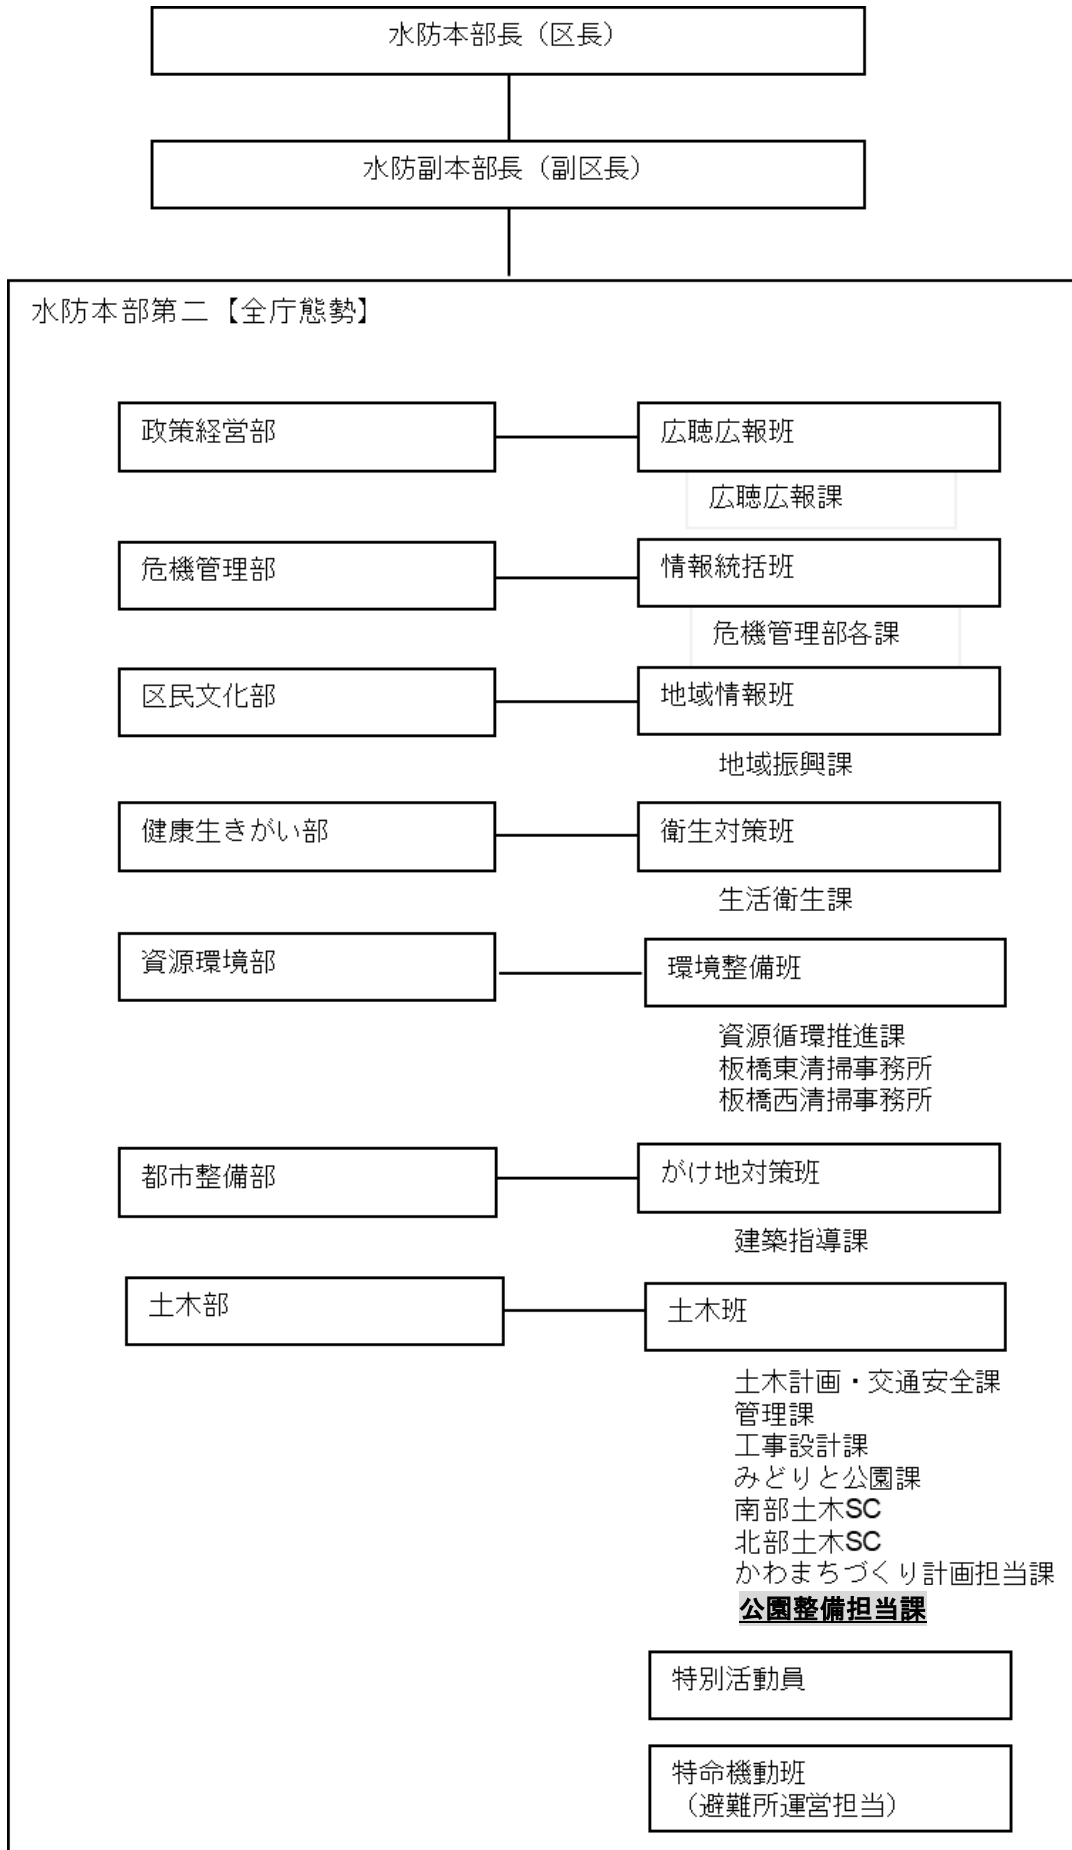 水防本部長（区長）
水防副本部長（副区長）
水防本部第二【全庁態勢】
政策経営部
広聴広報班
広聴広報課
危機管理部
情報統括班
危機管理部各課
区民文化部
地域情報班
地域振興課
健康生きがい部
衛生対策班
生活衛生課
資源環境部
環境整備班
資源循環推進課
板橋東清掃事務所
板橋西清掃事務所
都市整備部
がけ地対策班
建築指導課
土木部
土木班
土木計画・交通安全課
管理課
工事設計課
みどりと公園課
南部土木SC
北部土木SC
かわまちづくり計画担当課
公園整備担当課
特別活動員
特命機動班
（避難所運営担当）